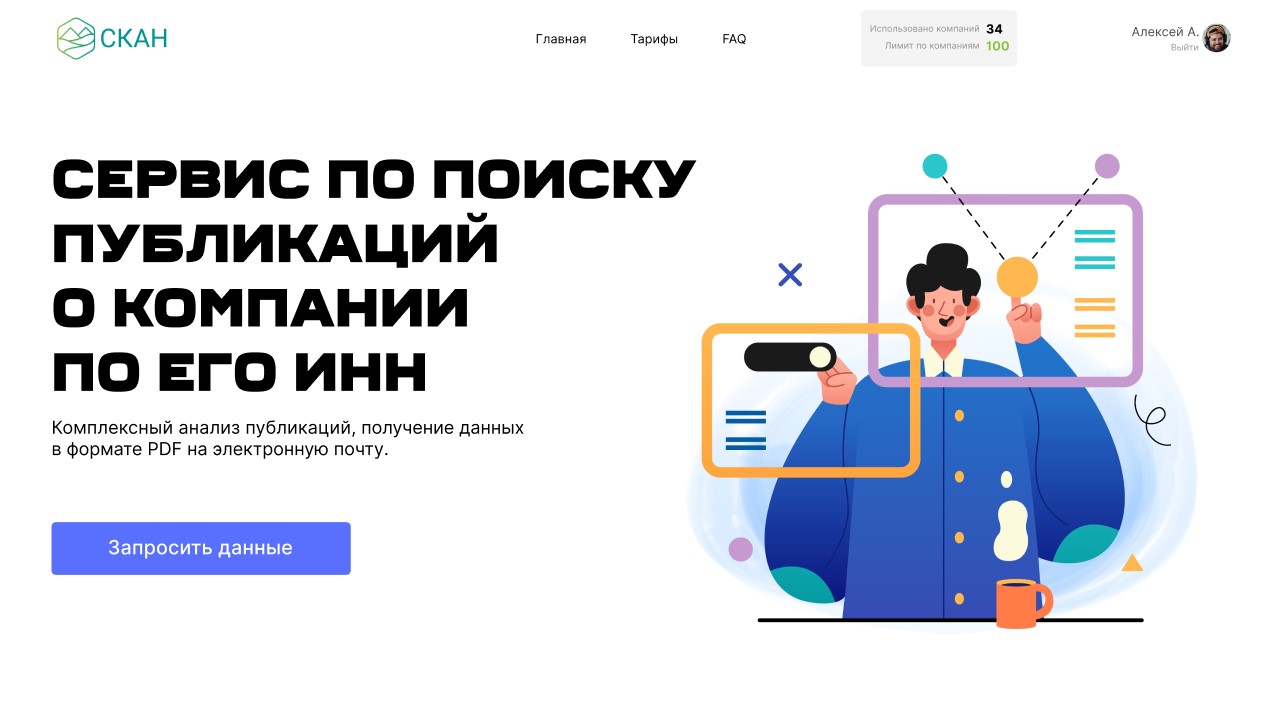 СКАН
Главная
Тарифы
FAQ
Использовано компаний 34
Лимит по компаниям 100
Алексей А.
Выйти
СЕРВИС ПО ПОИСКУ
ПУБЛИКАЦИЙ
О КОМПАНИИ
ПО ЕГО ИНН
Комплексный анализ публикаций, получение данных
в формате PDF на электронную почту.
Запросить данные